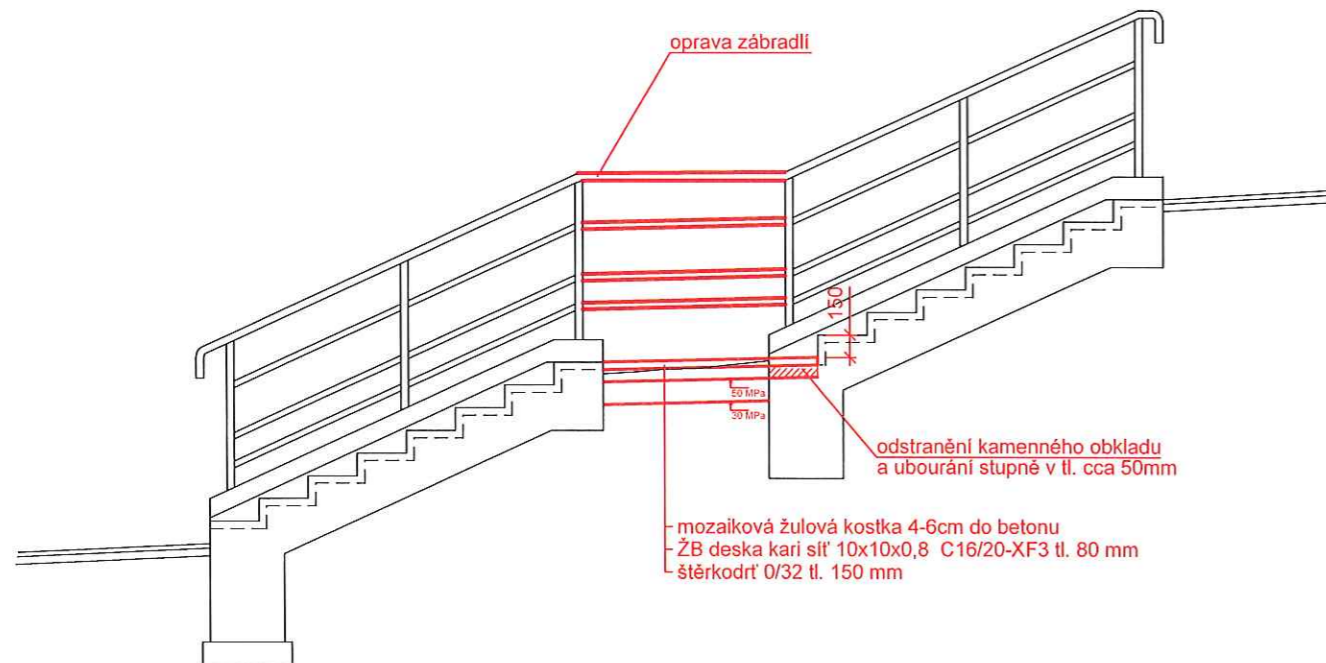 oprava zábradlí
150
50 MPa
30 MPa
odstranění kamenného obkladu
a ubourání stupně v tl. cca 50mm
mozaiková žulová kostka 4-6cm do betonu
ŽB deska kari síť 10x10x0,8 C16/20-XF3 tl. 80 mm
štěrkodrť 0/32 tl. 150 mm